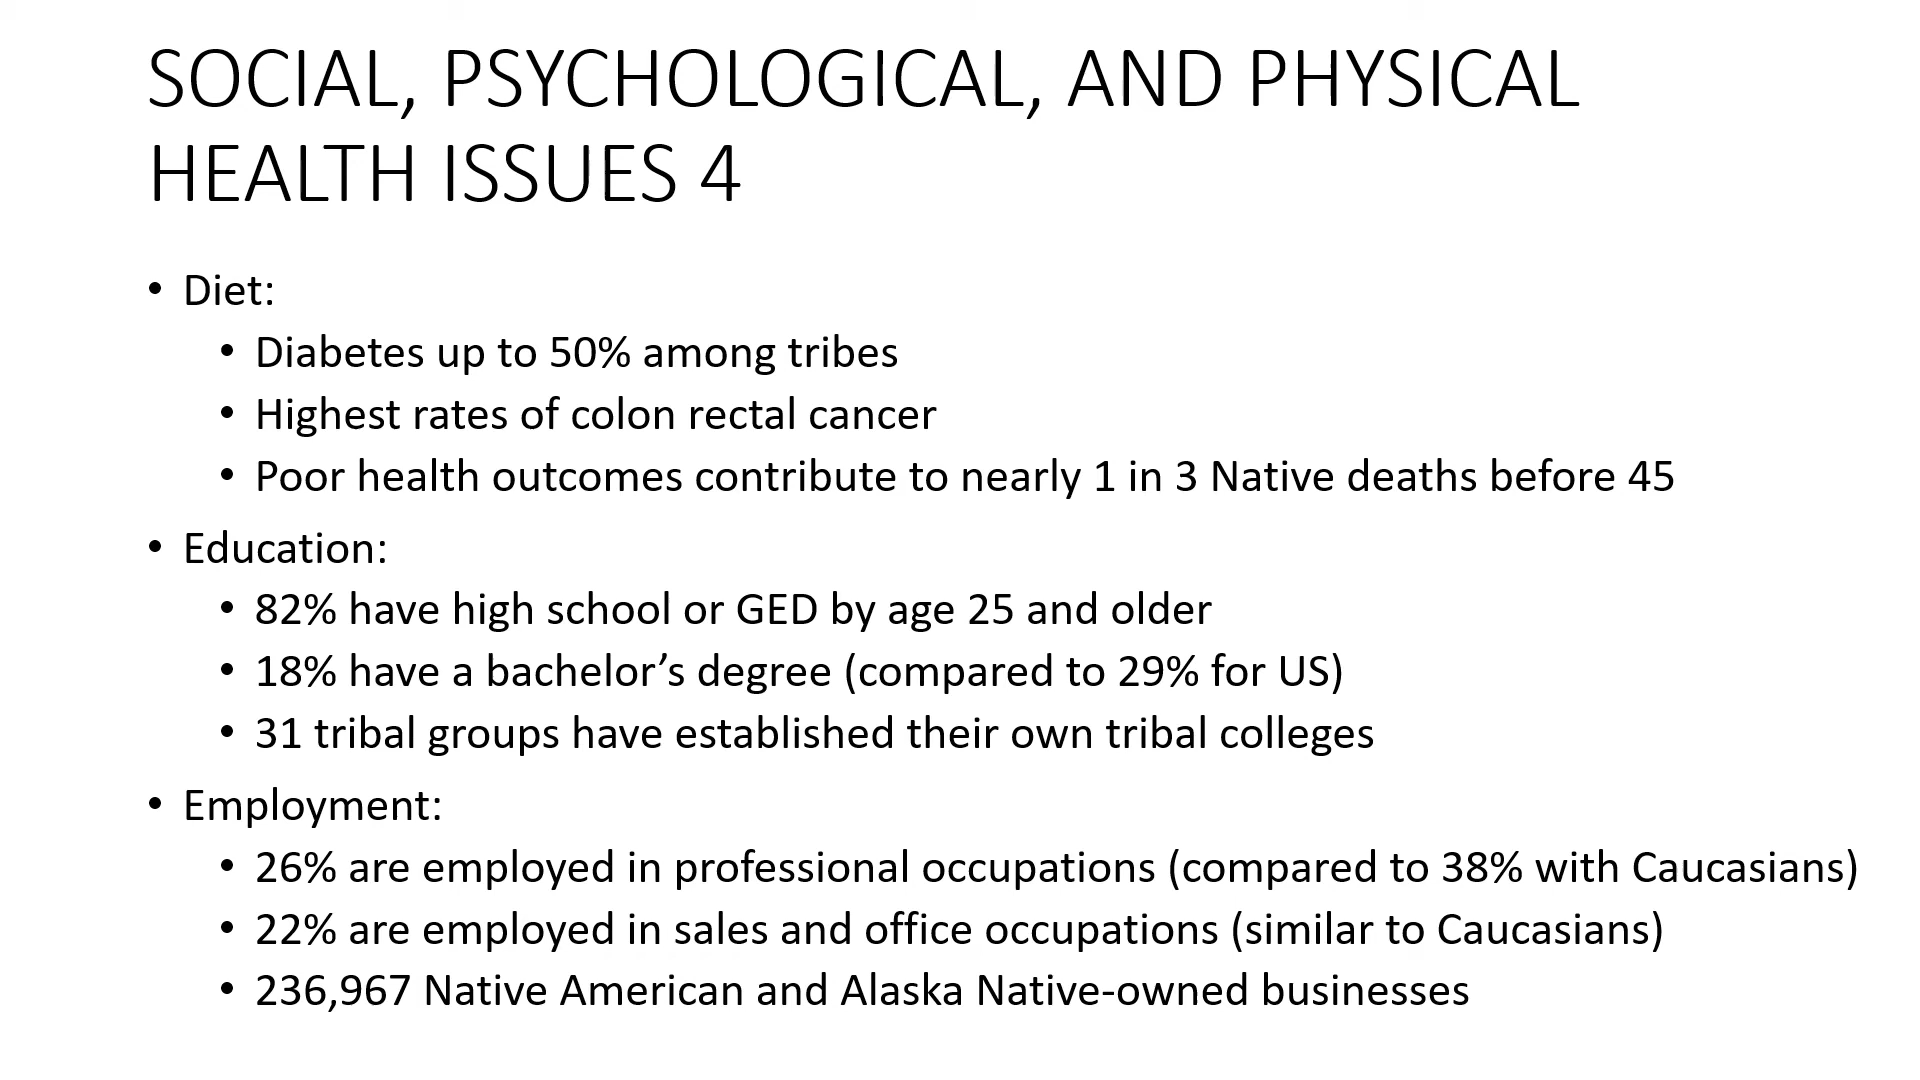 SOCIAL, PSYCHOLOGICAL, AND PHYSICAL
HEALTH ISSUES 4
• Diet:
• Diabetes up to 50% among tribes
• Highest rates of colon rectal cancer
• Poor health outcomes contribute to nearly 1 in 3 Native deaths before 45
• Education:
• 82% have high school or GED by age 25 and older
• 18% have a bachelor’s degree (compared to 29% for US)
• 31 tribal groups have established their own tribal colleges
• Employment:
• 26% are employed in professional occupations (compared to 38% with Caucasians)
• 22% are employed in sales and office occupations (similar to Caucasians)
• 236,967 Native American and Alaska Native-owned businesses